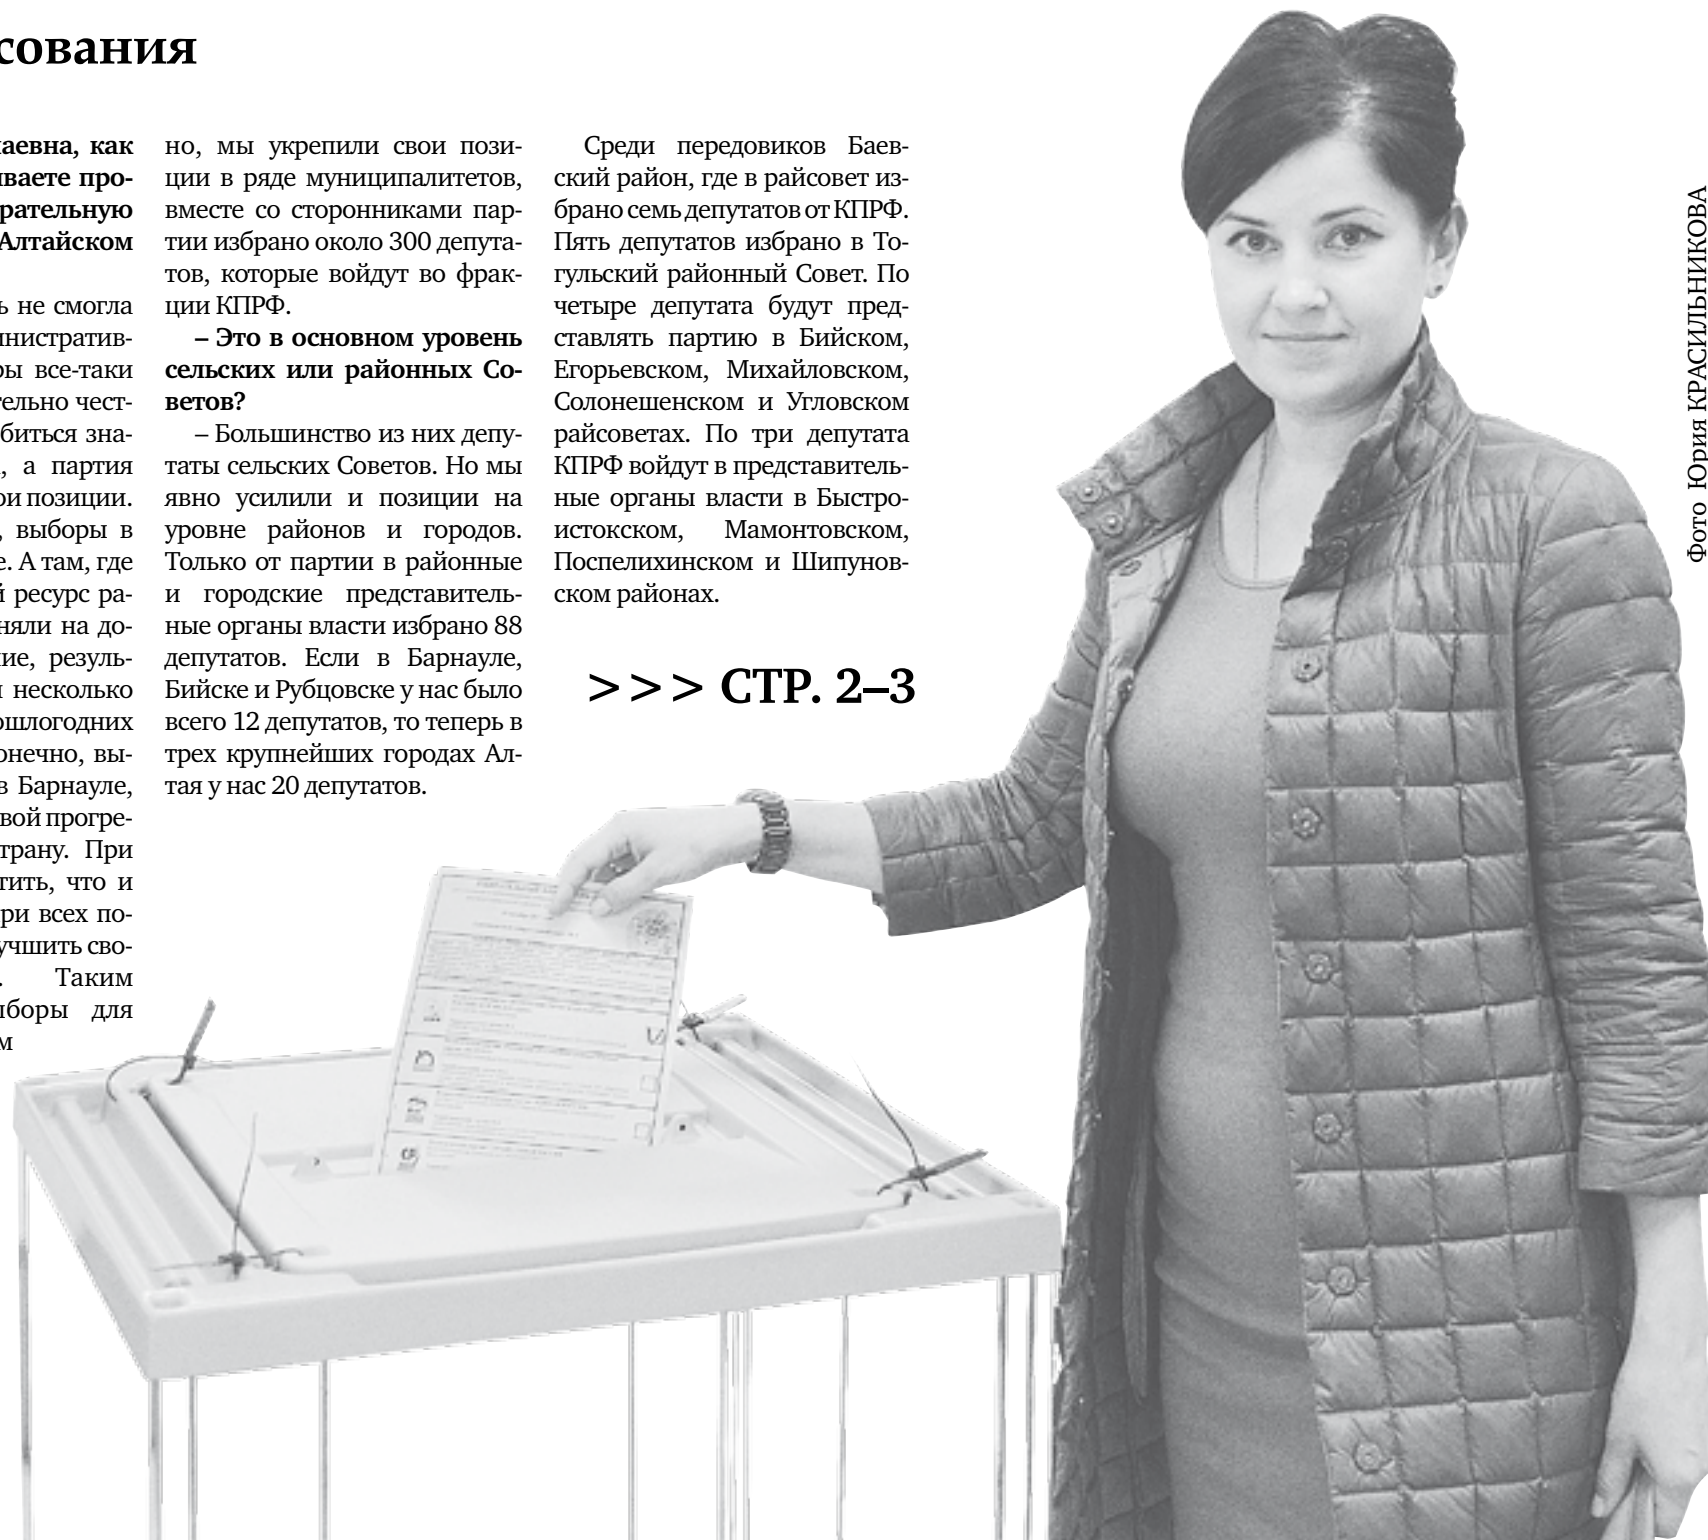 сования
аевна, как
ваете про-
рательную
Алтайском
ь не смогла
нистратив-
ры все-таки
тельно чест-
биться зна-
, а партия
ои позиции.
, выборы в
е. А там, где
й ресурс ра-
няли на до-
ие, резуль-
и несколько
ошлогодних
онечно, вы-
в Барнауле,
вой прогре-
трану. При
тить, что и
ри всех по-
учшить сво-
. Таким
ыборы для
м
но, мы укрепили свои пози-
ции в ряде муниципалитетов,
вместе со сторонниками пар-
тии избрано около 300 депута-
тов, которые войдут во фрак-
ции КПРФ.
– Это в основном уровень
сельских или районных Со-
ветов?
– Большинство из них депу-
таты сельских Советов. Но мы
явно усилили и позиции на
уровне районов и городов.
Только от партии в районные
и городские представитель-
ные органы власти избрано 88
депутатов. Если в Барнауле,
Бийске и Рубцовске у нас было
всего 12 депутатов, то теперь в
трех крупнейших городах Ал-
тая у нас 20 депутатов.
Среди передовиков Баев-
ский район, где в райсовет из-
брано семь депутатов от КПРФ.
Пять депутатов избрано в То-
гульский районный Совет. По
четыре депутата будут пред-
ставлять партию в Бийском,
Егорьевском, Михайловском,
Солонешенском и Угловском
райсоветах. По три депутата
КПРФ войдут в представитель-
ные органы власти в Быстро-
истокском, Мамонтовском,
Поспелихинском и Шипунов-
ском районах.
>>> СТР. 2–3
Фото Юрия КРАСИЛЬНИКОВА